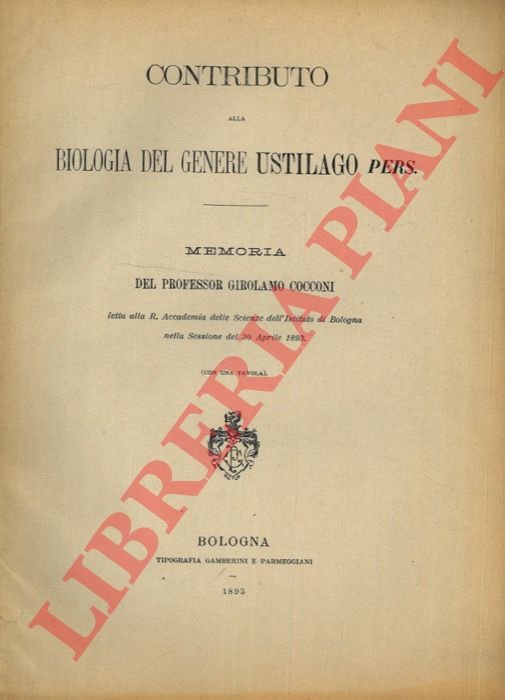 CONTRIBUTO
ALLA
BIOLOGIA DEL GENERE USTILAGO PERS.
MEMORIA
DEL PROFESSOR GIROLAMO COCCONI
letta alla R. Accademia delle Scienze dell'Istituto di Bologna
nella Sessione del 30 Aprile 1893.
(CON UNA TAVOLA).
BOLOGNA
TIPOGRAFIA GAMBERINI E PARMEGGIANI
1893
LIBRERIA PIANI